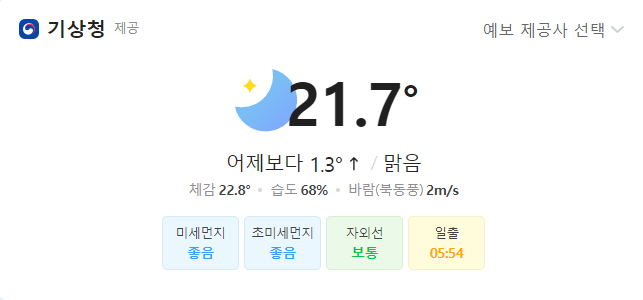 기상청 제공 예보 제공사 선택
21.7°
어제보다 1.3° ↑ / 맑음
체감 22.8° • 습도 68% • 바람(북동풍) 2m/s
미세먼지 초미세먼지 자외선 일출
좋음 좋음 보통 05:54